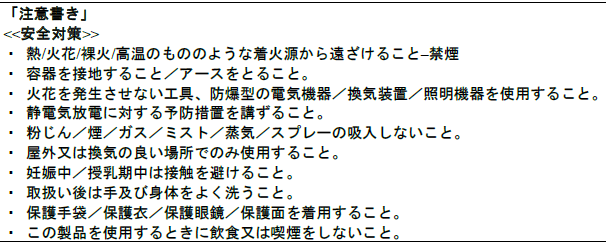 「注意書き」
<<安全対策>>
・ 熱/火花/裸火/高温のもののような着火源から遠ざけること–禁煙
・ 容器を接地すること／アースをとること。
・ 火花を発生させない工具、防爆型の電気機器／換気装置／照明機器を使用すること。
・ 静電気放電に対する予防措置を講ずること。
・ 粉じん／煙／ガス／ミスト／蒸気／スプレーの吸入しないこと。
・ 屋外又は換気の良い場所でのみ使用すること。
・ 妊娠中／授乳期中は接触を避けること。
・ 取扱い後は手及び身体をよく洗うこと。
・ 保護手袋／保護衣／保護眼鏡／保護面を着用すること。
・ この製品を使用するときに飲食又は喫煙をしないこと。